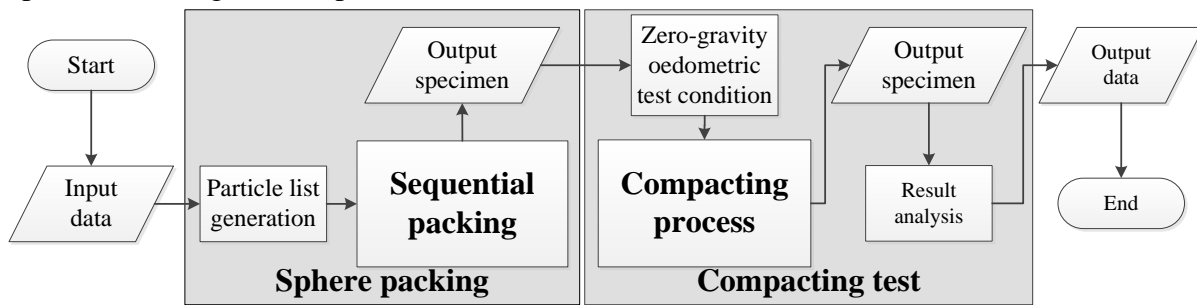 Start
Input
data
Particle list
generation
Sequential
packing
Output
specimen
Sphere packing
Zero-gravity
oedometric
test condition
Compacting
process
Output
specimen
Result
analysis
Compacting test
Output
data
End